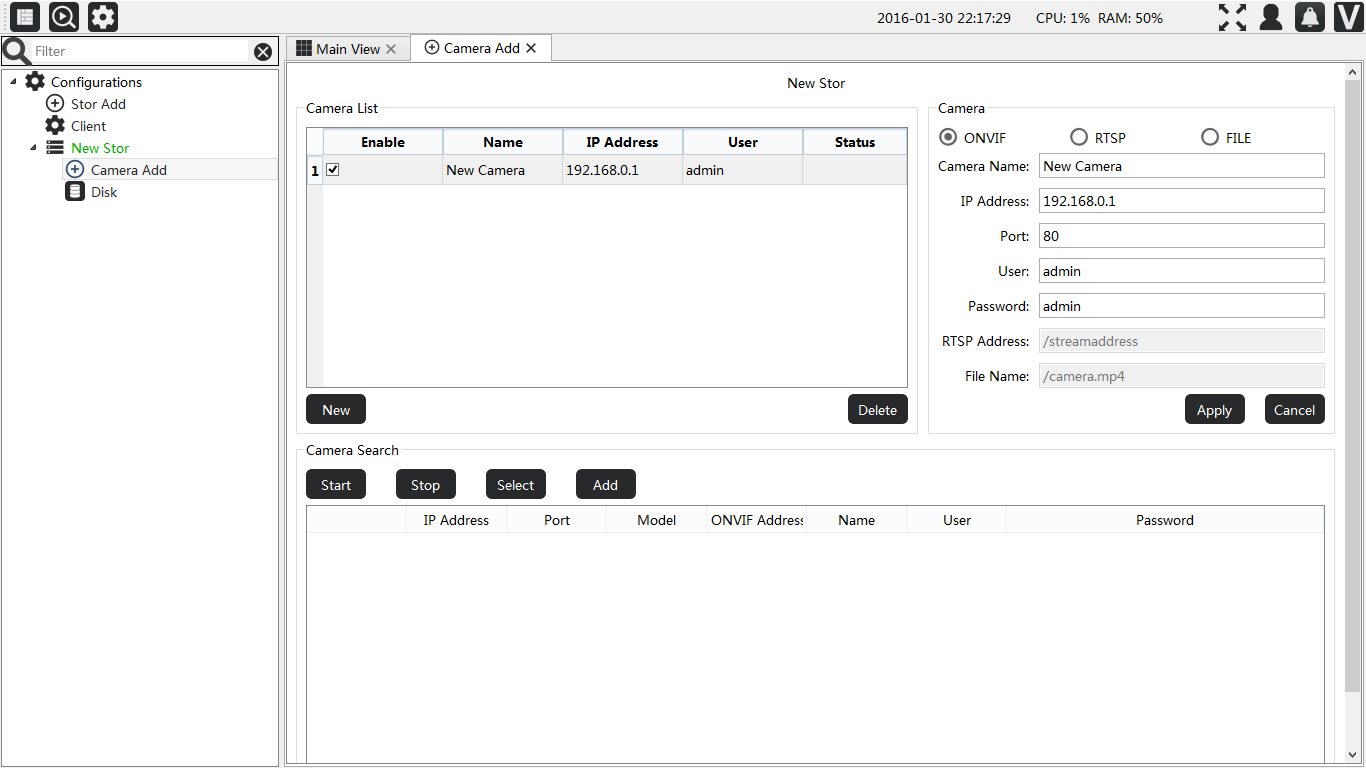 2016-01-30 22:17:29 CPU: 1% RAM: 50% V
Filter
Main View
Camera Add
Configurations
Stor Add
Client
New Stor
Camera Add
Disk
New Stor
Camera List
Enable Name IP Address User Status
1 New Camera 192.168.0.1 admin
New Delete
Camera
ONVIF RTSP FILE
Camera Name: New Camera
IP Address: 192.168.0.1
Port: 80
User: admin
Password: admin
RTSP Address: /streamaddress
File Name: /camera.mp4
Apply Cancel
Camera Search
Start Stop Select Add
IP Address Port Model ONVIF Address Name User Password